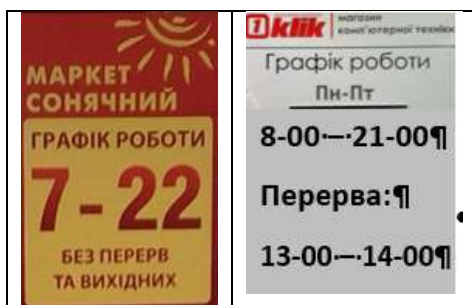 МАРКЕТ
СОНЯЧНИЙ
ГРАФІК РОБОТИ
7-22
БЕЗ ПЕРЕРВ
ТА ВИХІДНИХ
1 klik магазин
комп'ютерної техніки
Графік роботи
Пн-Пт
8-00·–·21-00¶
Перерва:¶
13-00·–·14-00¶